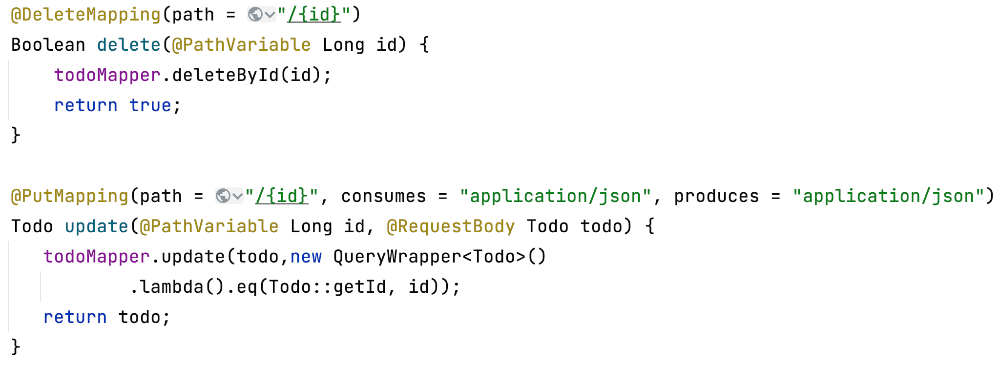 @DeleteMapping(path = "/{id}")
Boolean delete(@PathVariable Long id) {
    todoMapper.deleteById(id);
    return true;
}

@PutMapping(path = "/{id}", consumes = "application/json", produces = "application/json")
Todo update(@PathVariable Long id, @RequestBody Todo todo) {
   todoMapper.update(todo,new QueryWrapper<Todo>()
           .lambda().eq(Todo::getId, id));
   return todo;
}